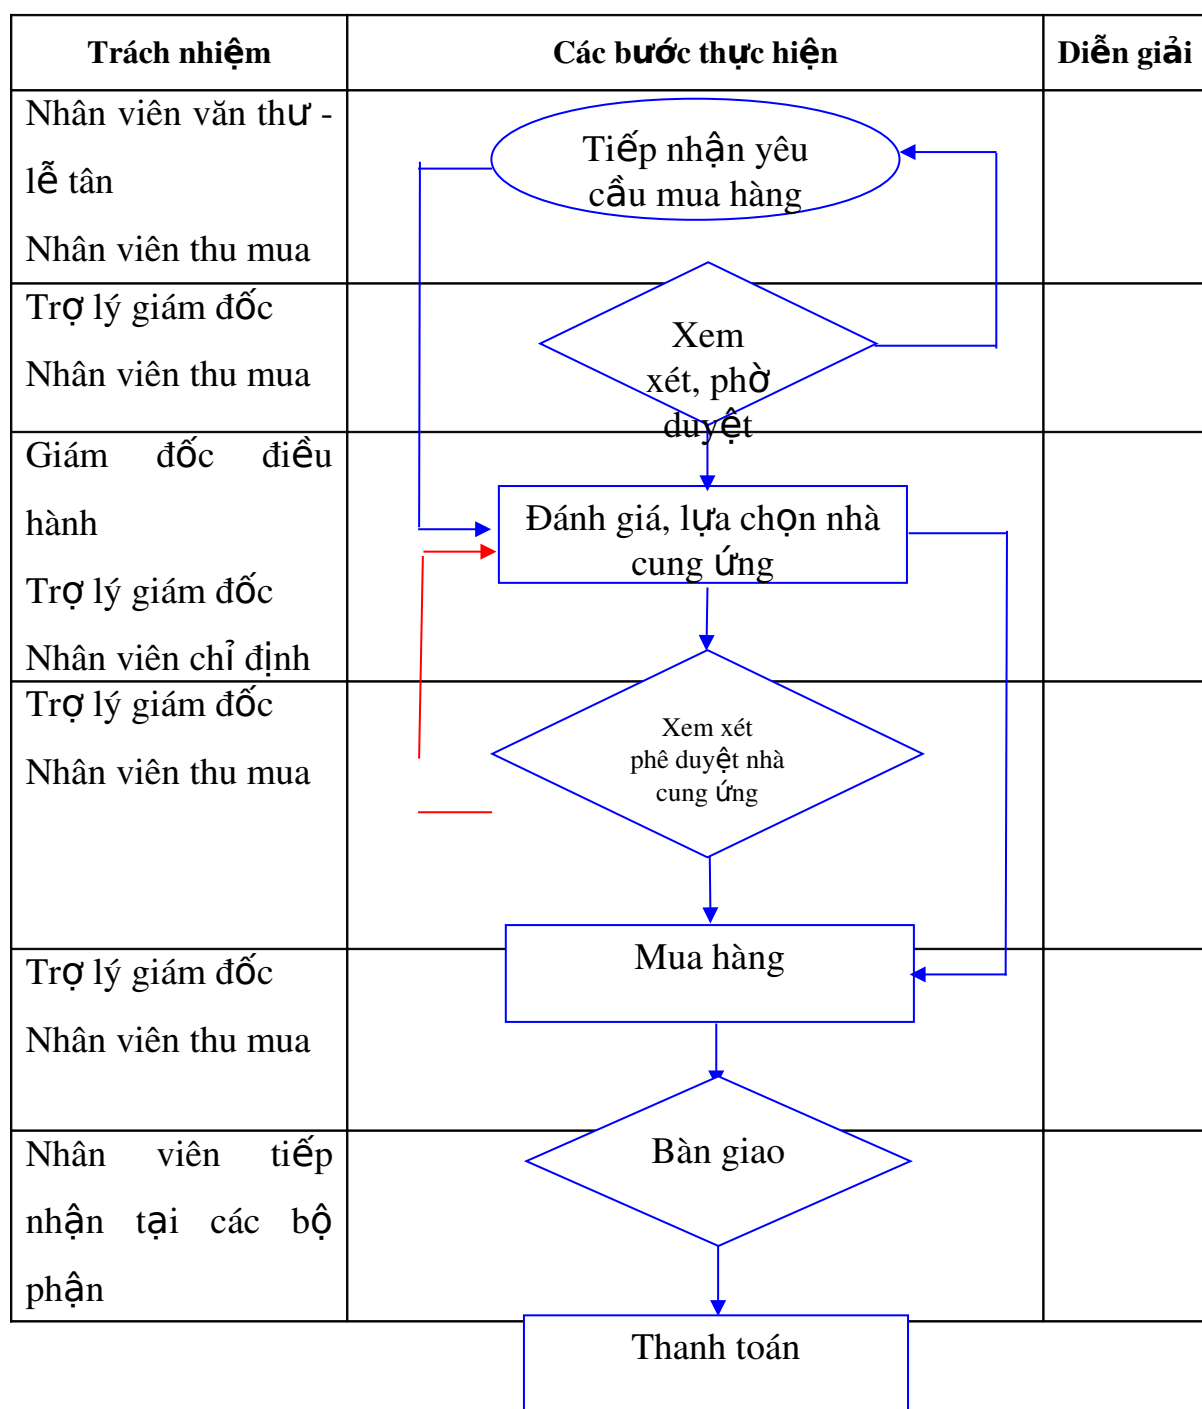 Trách nhiệm
Các bước thực hiện
Diễn giải
Nhân viên văn thư -
lễ tân
Nhân viên thu mua
Tiếp nhận yêu
cầu mua hàng
Trợ lý giám đốc
Nhân viên thu mua
Xem
xét, phờ
duyệt
Giám đốc điều
hành
Trợ lý giám đốc
Nhân viên chỉ định
Đánh giá, lựa chọn nhà
cung ứng
Trợ lý giám đốc
Nhân viên thu mua
Xem xét
phê duyệt nhà
cung ứng
Mua hàng
Trợ lý giám đốc
Nhân viên thu mua
Nhân viên tiếp
nhận tại các bộ
phận
Bàn giao
Thanh toán